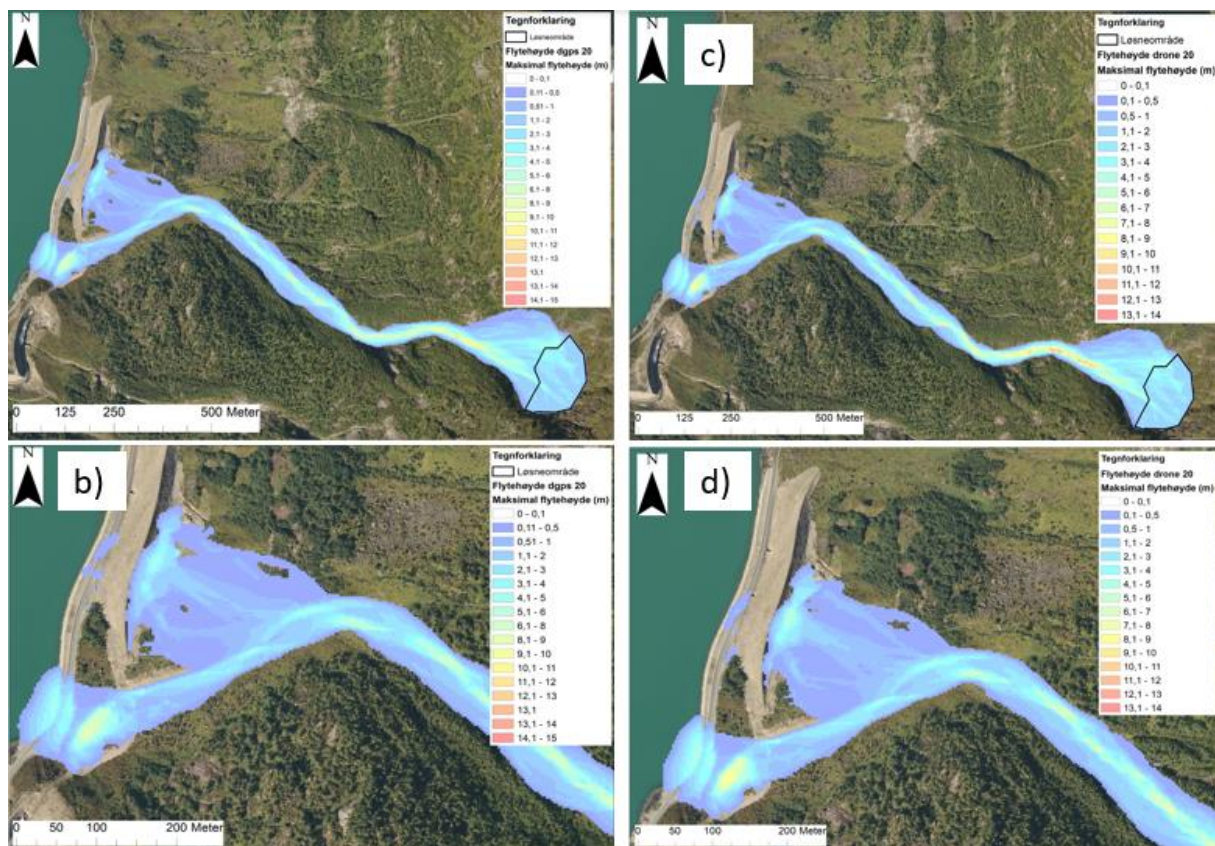 N
Tegnforklaring
Løsneområde
Flytehøyde dgps 20
Maksimal flytehøyde (m)
0 - 0,1
0,11 - 0,5
0,51 - 1
1,1 - 2
2,1 - 3
3,1 - 4
4,1 - 5
5,1 - 6
6,1 - 8
8,1 - 9
9,1 - 10
10,1 - 11
11,1 - 12
12,1 - 13
13,1
13,1 - 14
14,1 - 15
0 125 250 500 Meter
N
c)
Tegnforklaring
Løsneområde
Flytehøyde drone 20
Maksimal flytehøyde (m)
0 - 0,1
0,1 - 0,5
0,5 - 1
1,1 - 2
2,1 - 3
3,1 - 4
4,1 - 5
5,1 - 6
6,1 - 7
7,1 - 8
8,1 - 9
9,1 - 10
10,1 - 11
11,1 - 12
12,1 - 13
13,1 - 14
0 125 250 500 Meter
N
b)
Tegnforklaring
Løsneområde
Flytehøyde dgps 20
Maksimal flytehøyde (m)
0 - 0,1
0,11 - 0,5
0,51 - 1
1,1 - 2
2,1 - 3
3,1 - 4
4,1 - 5
5,1 - 6
6,1 - 8
8,1 - 9
9,1 - 10
10,1 - 11
11,1 - 12
12,1 - 13
13,1
13,1 - 14
14,1 - 15
0 50 100 200 Meter
N
d)
Tegnforklaring
Flytehøyde drone 20
Maksimal flytehøyde (m)
0 - 0,1
0,1 - 0,5
0,5 - 1
1,1 - 2
2,1 - 3
3,1 - 4
4,1 - 5
5,1 - 6
6,1 - 7
7,1 - 8
8,1 - 9
9,1 - 10
10,1 - 11
11,1 - 12
12,1 - 13
13,1 - 14
0 50 100 200 Meter